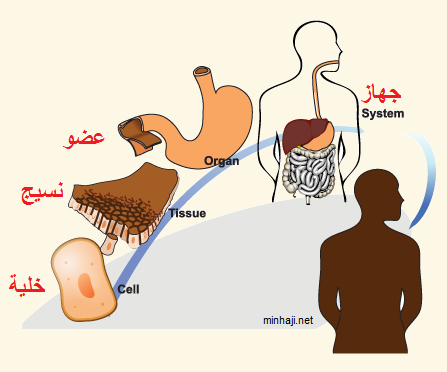 جهاز
System
عضو
Organ
نسيج
Tissue
خلية
Cell
minhaji.net